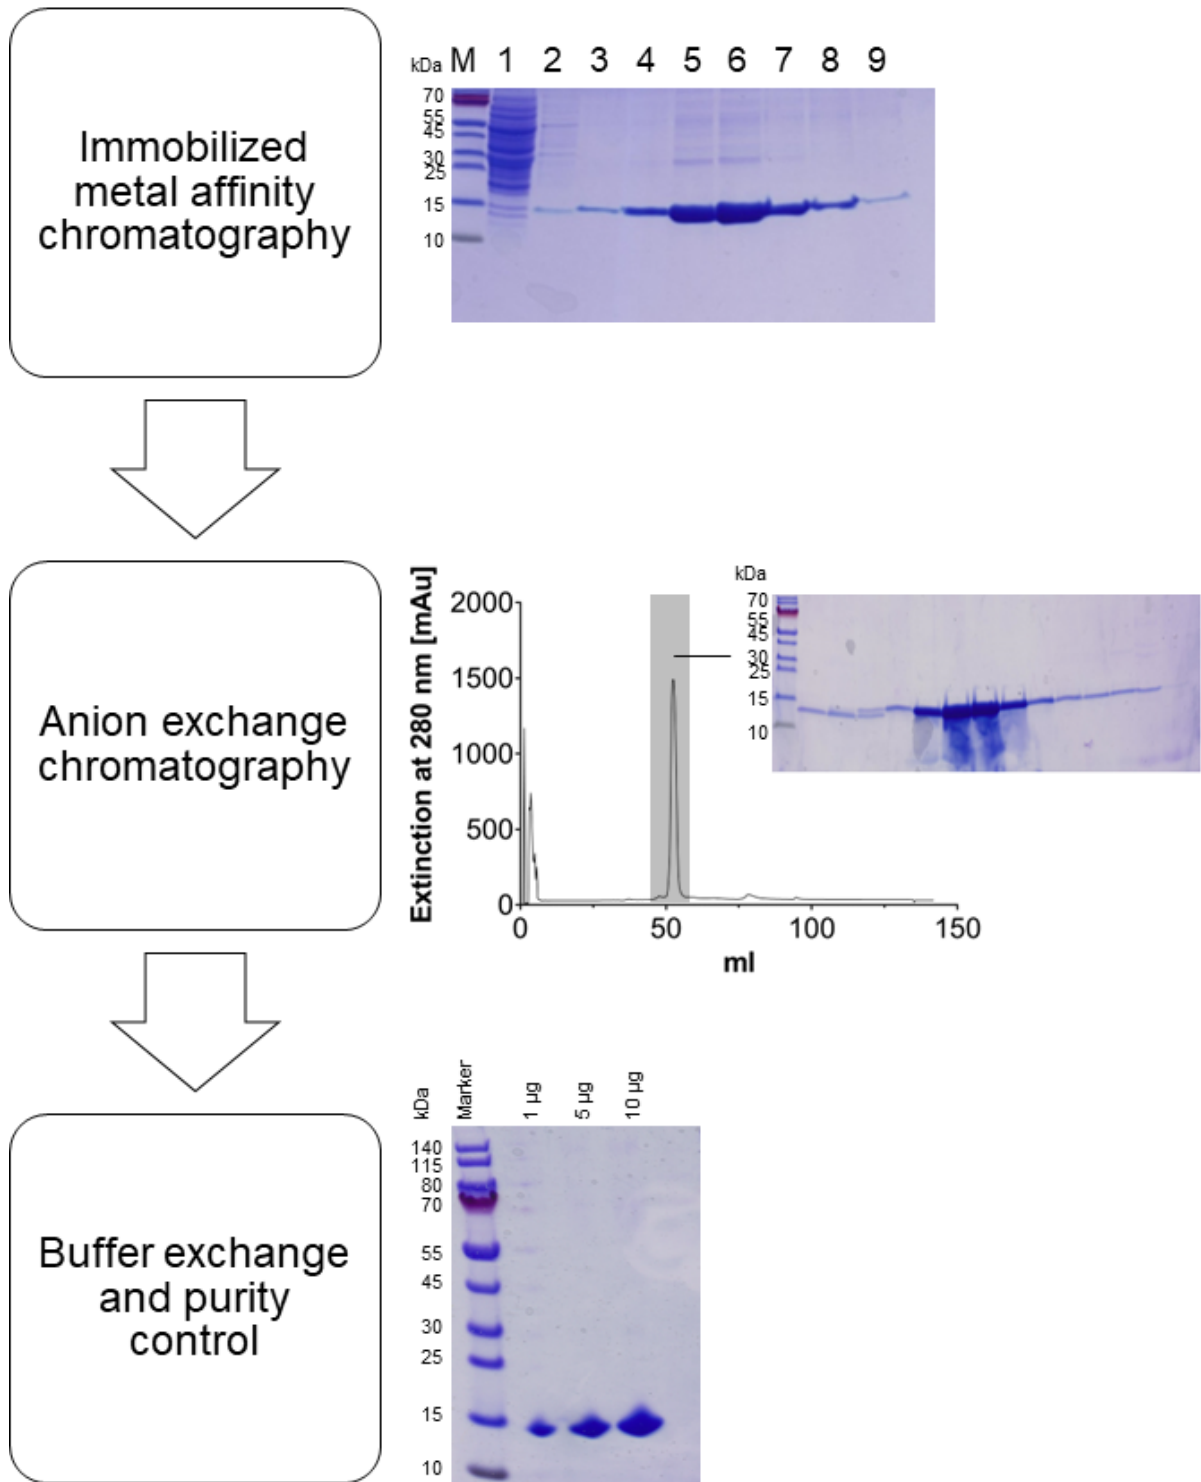 Immobilized
metal affinity
chromatography
kDa M 1 2 3 4 5 6 7 8 9
70
55
45
30
25
15
10
Anion exchange
chromatography
Extinction at 280 nm [mAu]
2000
1500
1000
500
0
0 50 100 150
ml
kDa
70
55
45
30
25
15
10
Buffer exchange
and purity
control
kDa Marker 1 µg 5 µg 10 µg
140
115
80
70
55
45
30
25
15
10